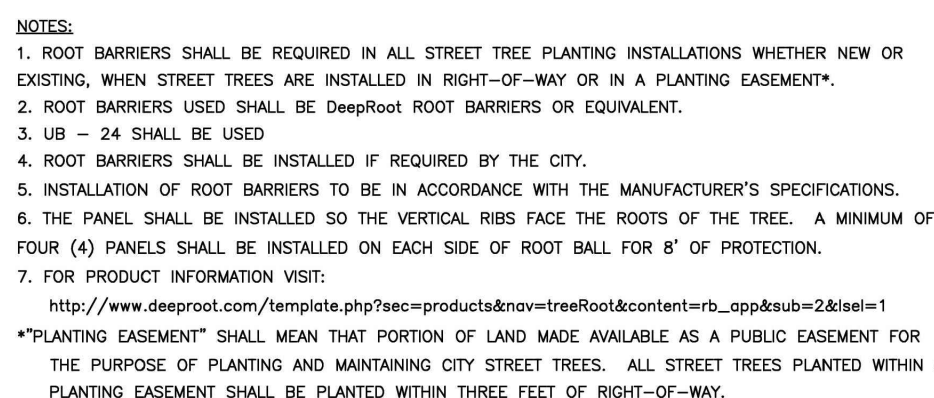 NOTES:
1. ROOT BARRIERS SHALL BE REQUIRED IN ALL STREET TREE PLANTING INSTALLATIONS WHETHER NEW OR
EXISTING, WHEN STREET TREES ARE INSTALLED IN RIGHT–OF–WAY OR IN A PLANTING EASEMENT*.
2. ROOT BARRIERS USED SHALL BE DeepRoot ROOT BARRIERS OR EQUIVALENT.
3. UB – 24 SHALL BE USED
4. ROOT BARRIERS SHALL BE INSTALLED IF REQUIRED BY THE CITY.
5. INSTALLATION OF ROOT BARRIERS TO BE IN ACCORDANCE WITH THE MANUFACTURER'S SPECIFICATIONS.
6. THE PANEL SHALL BE INSTALLED SO THE VERTICAL RIBS FACE THE ROOTS OF THE TREE. A MINIMUM OF
FOUR (4) PANELS SHALL BE INSTALLED ON EACH SIDE OF ROOT BALL FOR 8' OF PROTECTION.
7. FOR PRODUCT INFORMATION VISIT:
http://www.deeproot.com/template.php?sec=products&nav=treeRoot&content=rb_app&sub=2&lsel=1
*"PLANTING EASEMENT" SHALL MEAN THAT PORTION OF LAND MADE AVAILABLE AS A PUBLIC EASEMENT FOR
THE PURPOSE OF PLANTING AND MAINTAINING CITY STREET TREES. ALL STREET TREES PLANTED WITHIN
PLANTING EASEMENT SHALL BE PLANTED WITHIN THREE FEET OF RIGHT–OF–WAY.